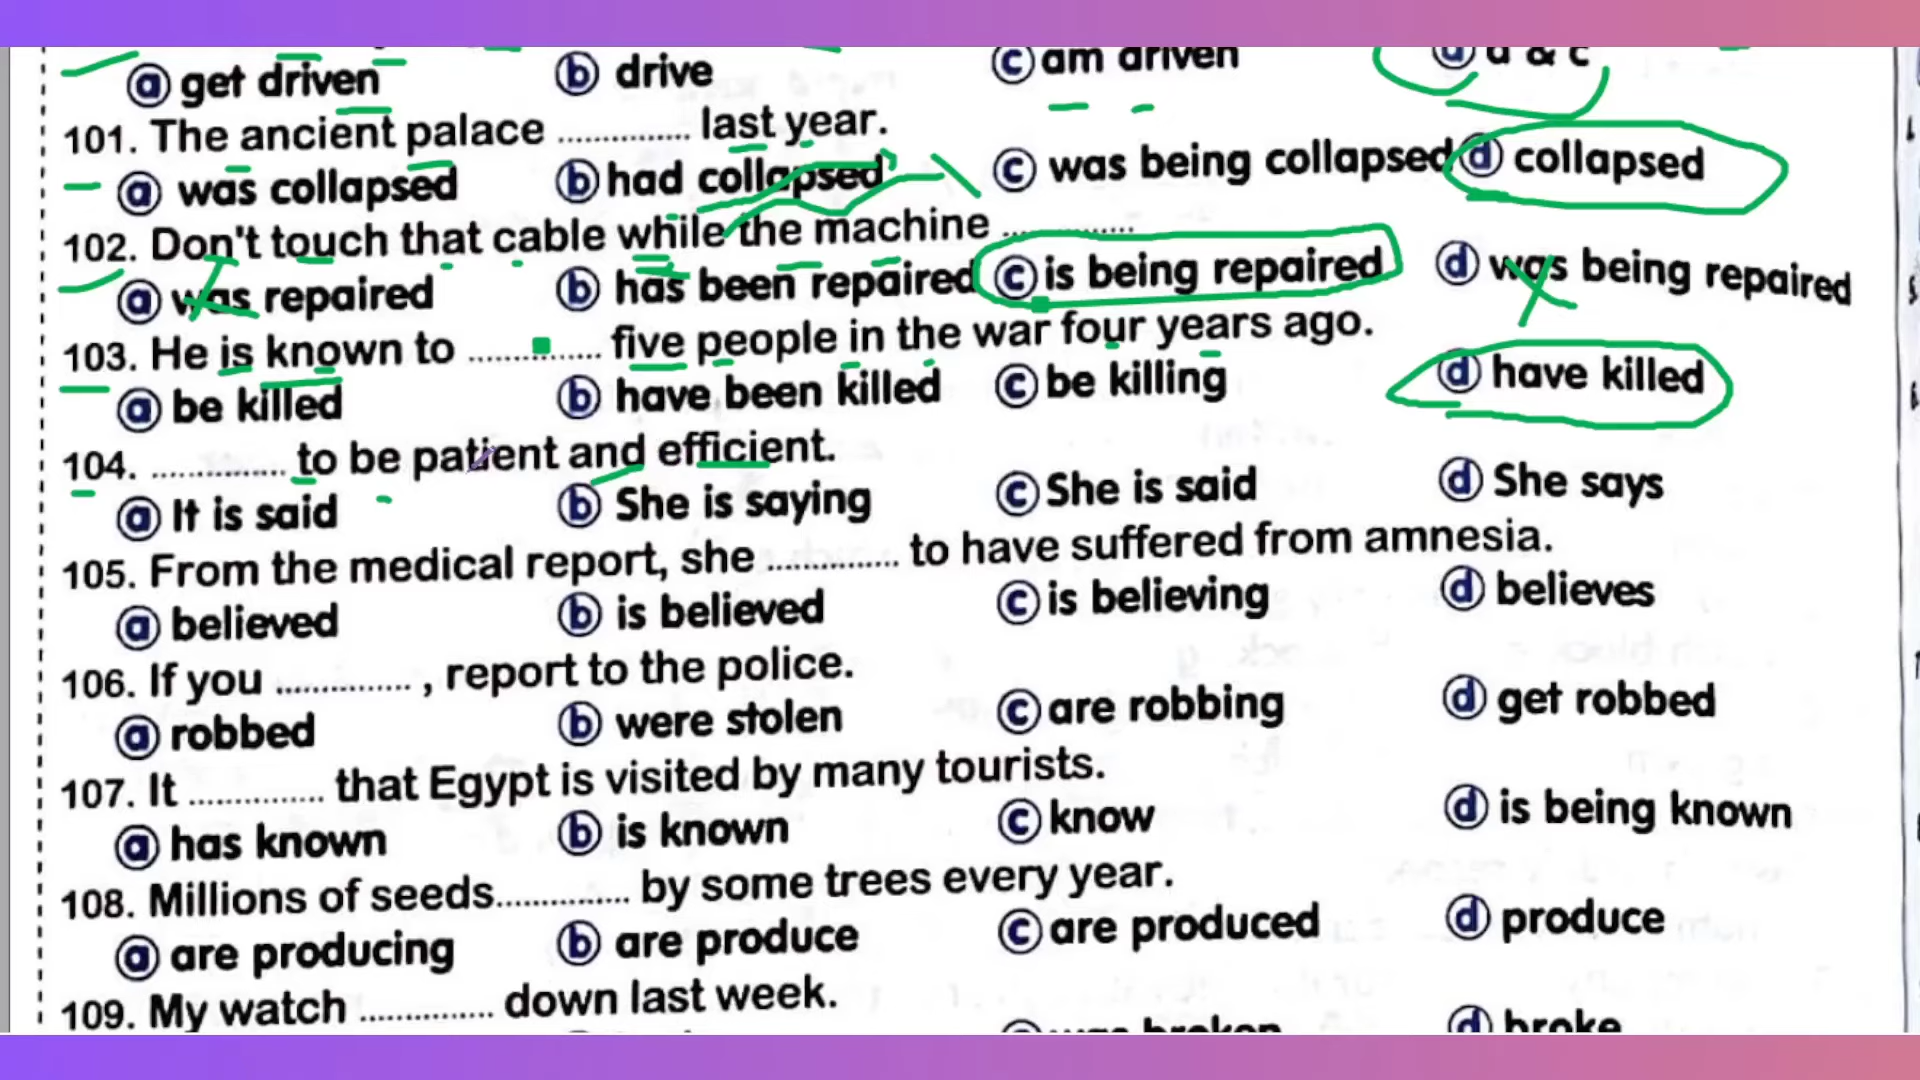 ⓐ get driven ⓑ drive ⓒ am driven ⓓ a & c
101. The ancient palace .............. last year.
ⓐ was collapsed ⓑ had collapsed ⓒ was being collapsed ⓓ collapsed
102. Don't touch that cable while the machine ..............
ⓐ was repaired ⓑ has been repaired ⓒ is being repaired ⓓ was being repaired
103. He is known to .............. five people in the war four years ago.
ⓐ be killed ⓑ have been killed ⓒ be killing ⓓ have killed
104. .............. to be patient and efficient.
ⓐ It is said ⓑ She is saying ⓒ She is said ⓓ She says
105. From the medical report, she .............. to have suffered from amnesia.
ⓐ believed ⓑ is believed ⓒ is believing ⓓ believes
106. If you .............. , report to the police.
ⓐ robbed ⓑ were stolen ⓒ are robbing ⓓ get robbed
107. It .............. that Egypt is visited by many tourists.
ⓐ has known ⓑ is known ⓒ know ⓓ is being known
108. Millions of seeds.............. by some trees every year.
ⓐ are producing ⓑ are produce ⓒ are produced ⓓ produce
109. My watch .............. down last week.
ⓒ was broken ⓓ broke